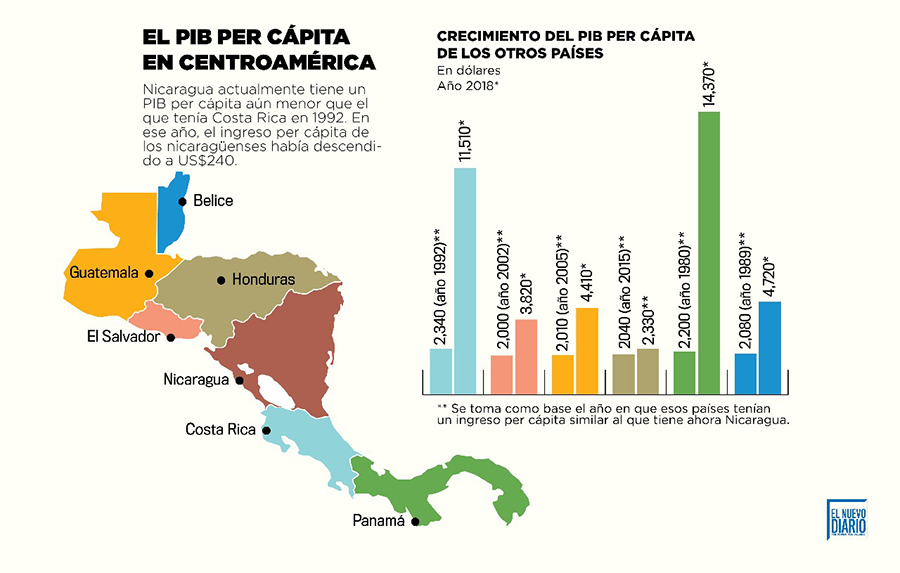 EL PIB PER CÁPITA
EN CENTROAMÉRICA
Nicaragua actualmente tiene un
PIB per cápita aún menor que el
que tenía Costa Rica en 1992. En
ese año, el ingreso per cápita de
los nicaragüenses había descendi-
do a US$240.
Belice
Guatemala
Honduras
El Salvador
Nicaragua
Costa Rica
Panamá
CRECIMIENTO DEL PIB PER CÁPITA
DE LOS OTROS PAÍSES
En dólares
Año 2018*
2,340 (año 1992)**
11,510*
2,000 (año 2002)**
3,820*
2,010 (año 2005)**
4,410*
2040 (año 2015)**
2,330**
2,200 (año 1980)**
14,370*
2,080 (año 1989)**
4,720*
** Se toma como base el año en que esos países tenían
un ingreso per cápita similar al que tiene ahora Nicaragua.
EL NUEVO
DIARIO